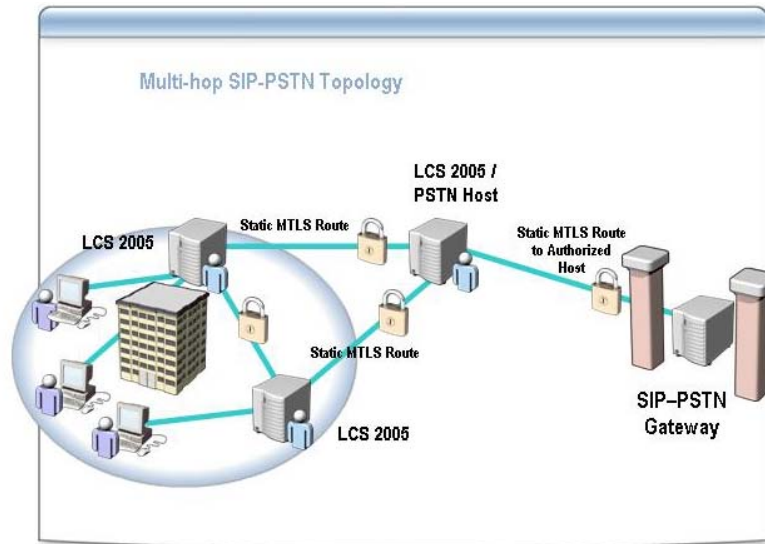 Multi-hop SIP-PSTN Topology
LCS 2005 /
PSTN Host
LCS 2005
Static MTLS Route
Static MTLS Route
to Authorized
Host
Static MTLS Route
LCS 2005
SIP–PSTN
Gateway